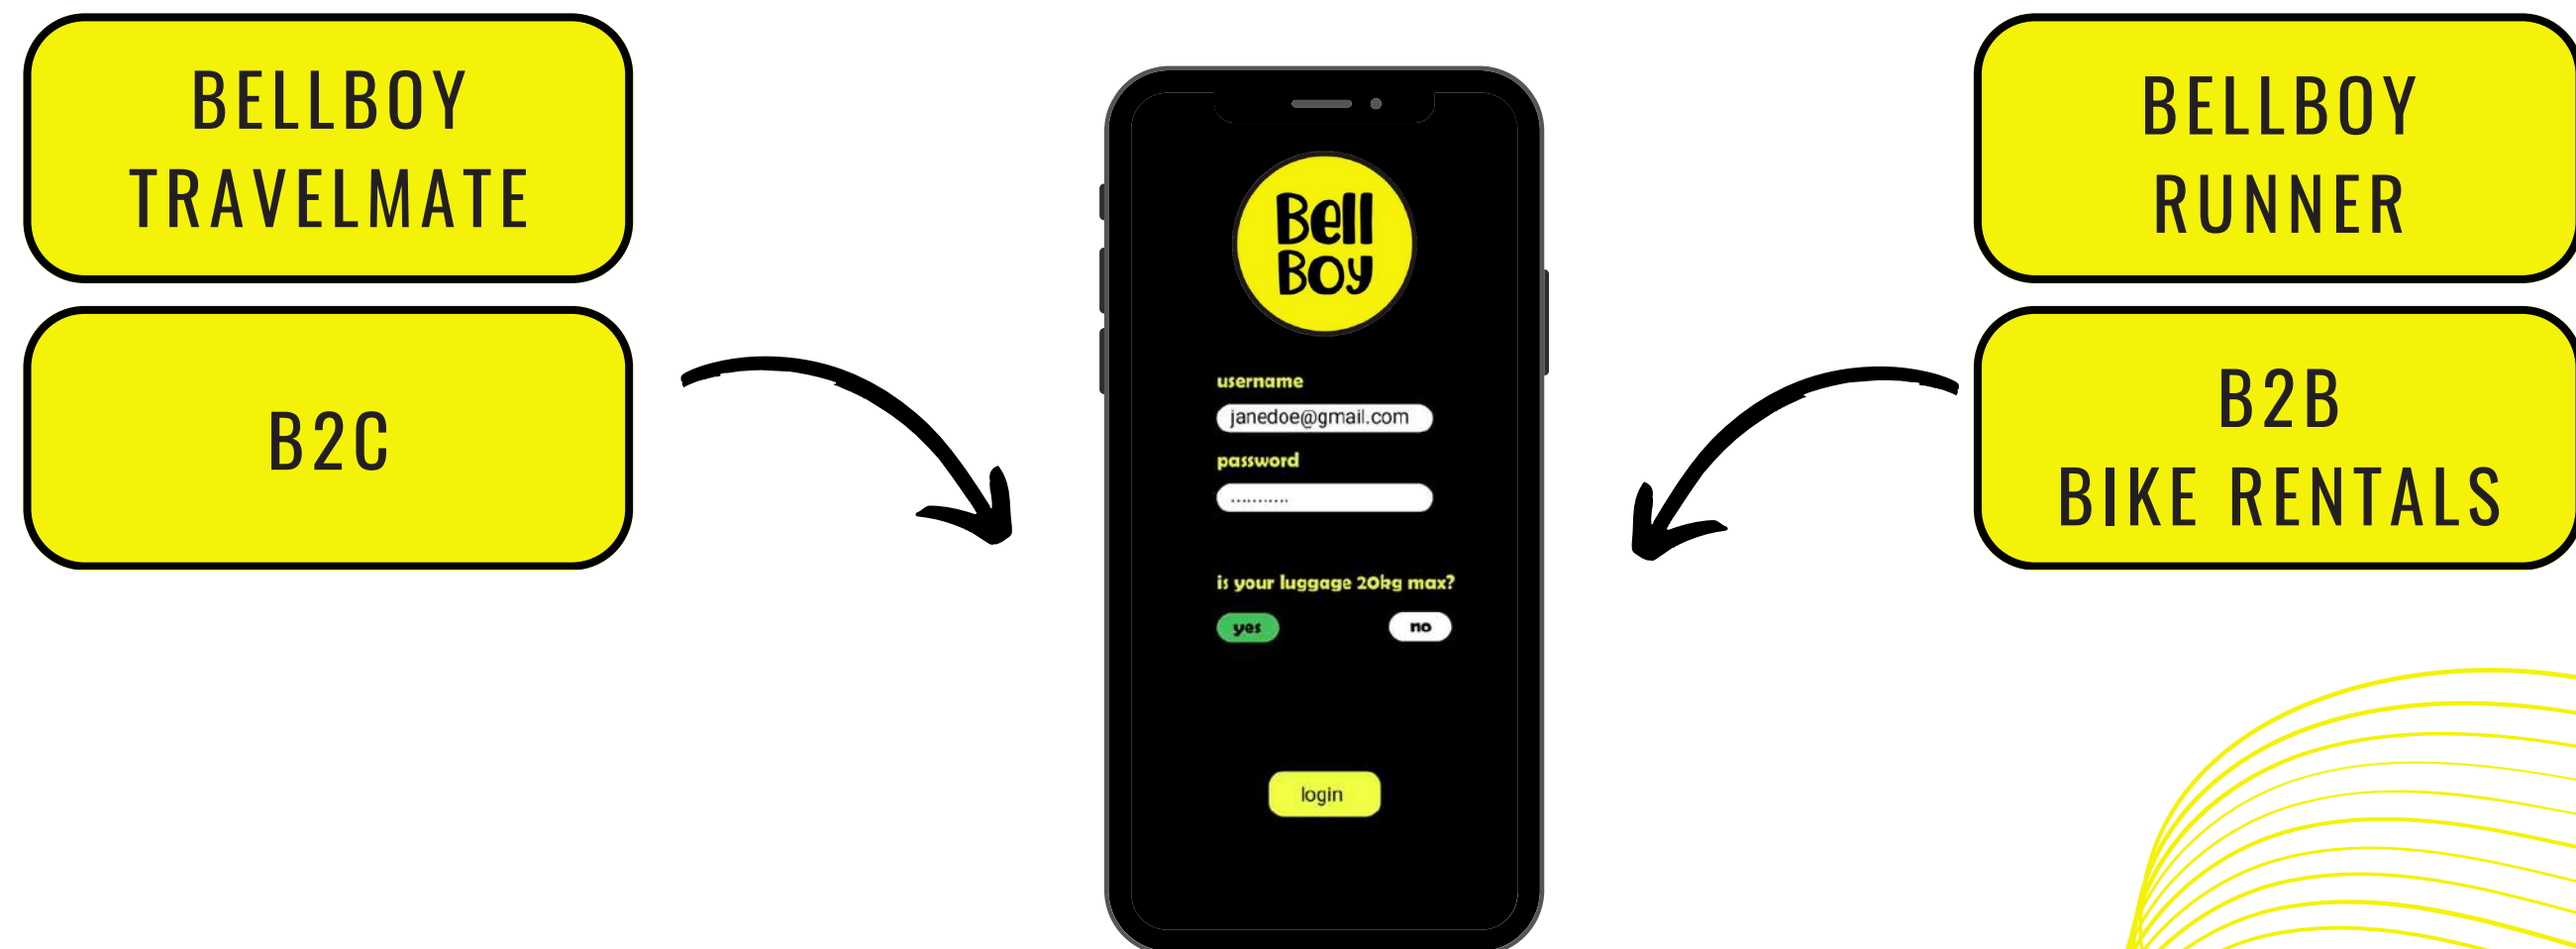 BELLBOY
TRAVELMATE
B2C
Bell
Boy
username
janedoe@gmail.com
password
...........
is your luggage 20kg max?
yes
no
login
BELLBOY
RUNNER
B2B
BIKE RENTALS